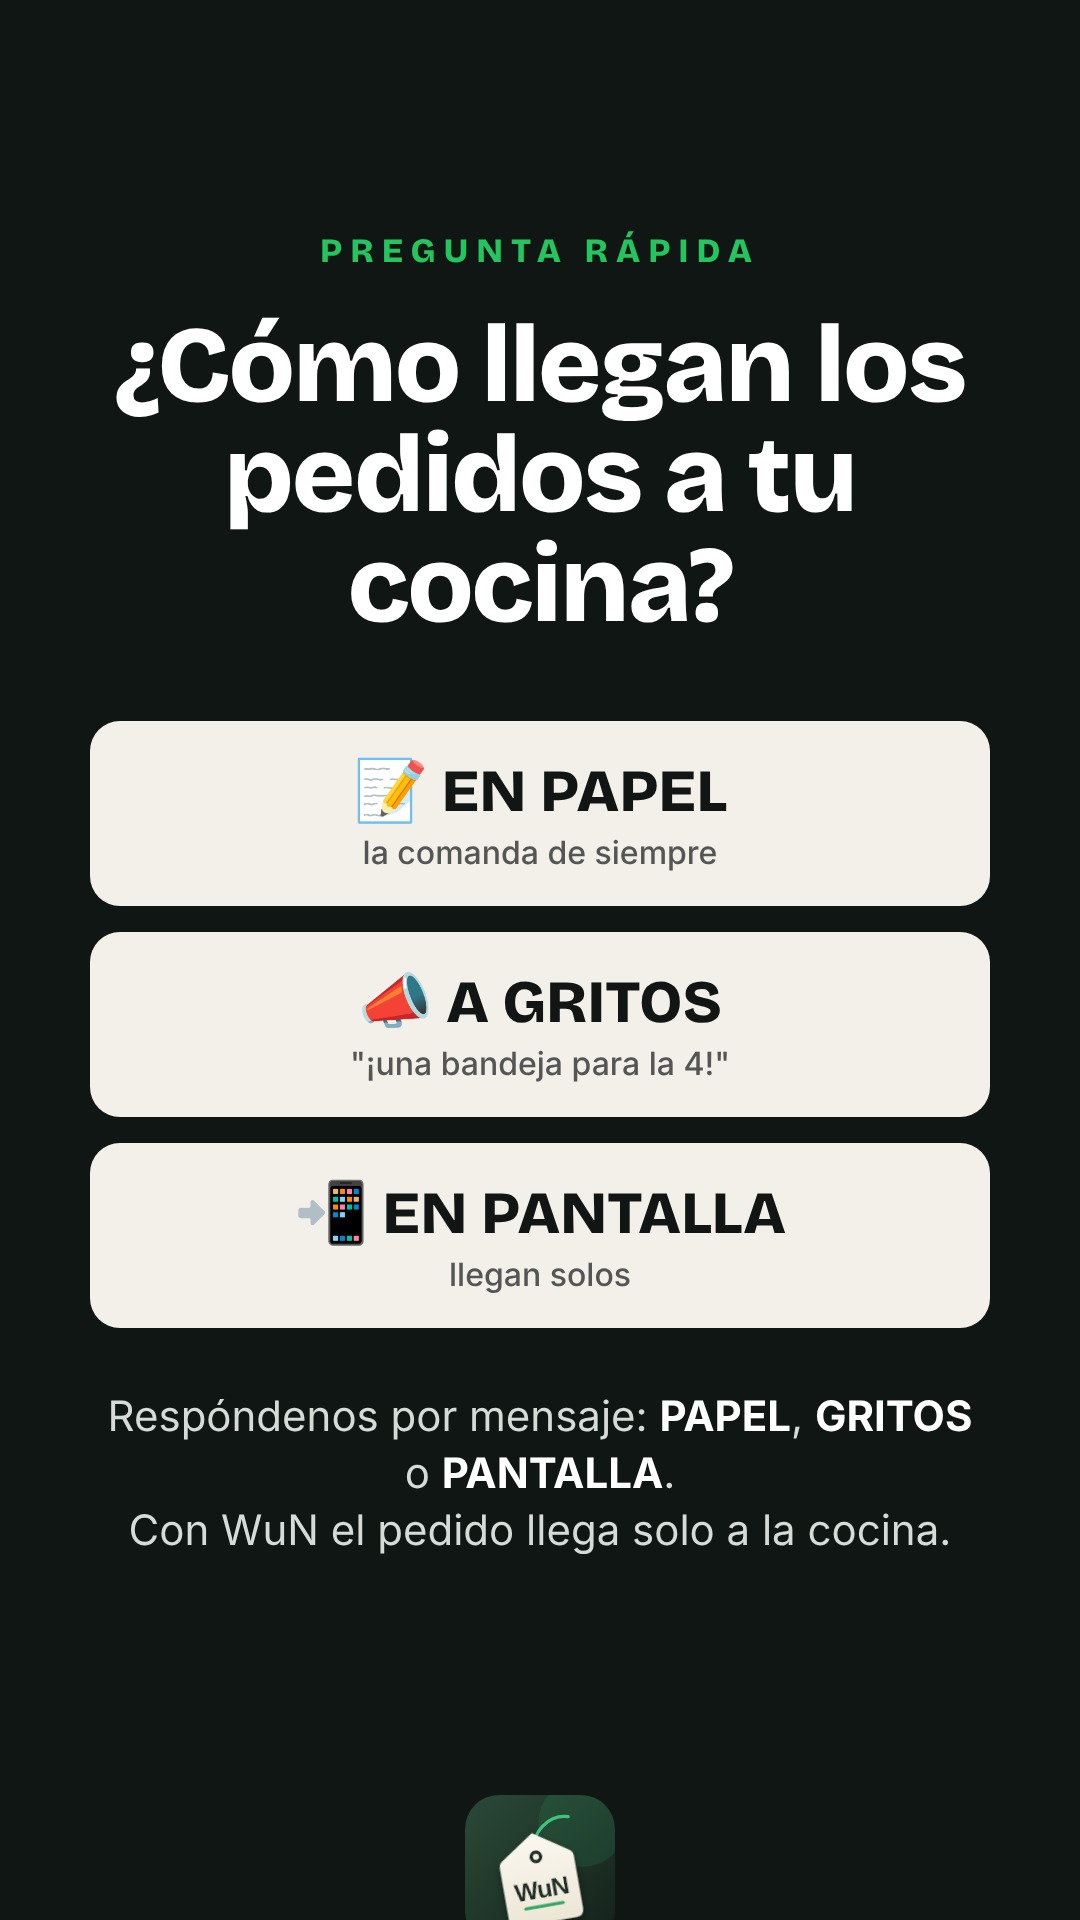 PREGUNTA RÁPIDA
¿Cómo llegan los
pedidos a tu
cocina?
EN PAPEL
la comanda de siempre
A GRITOS
"¡una bandeja para la 4!"
EN PANTALLA
llegan solos
Respóndenos por mensaje: PAPEL, GRITOS
o PANTALLA.
Con WuN el pedido llega solo a la cocina.
WuN